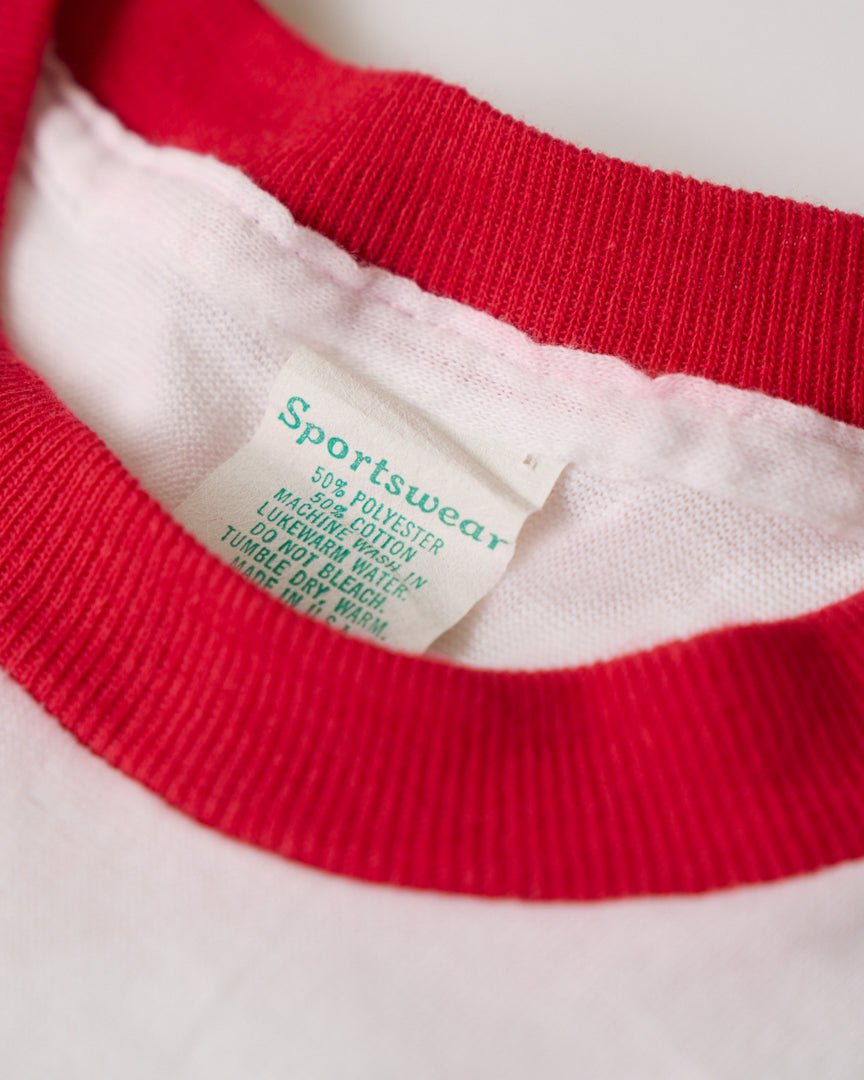 Sportswear
50% POLYESTER
50% COTTON
MACHINE WASH IN
LUKEWARM WATER.
DO NOT BLEACH.
TUMBLE DRY, WARM.
MADE IN U.S.A.